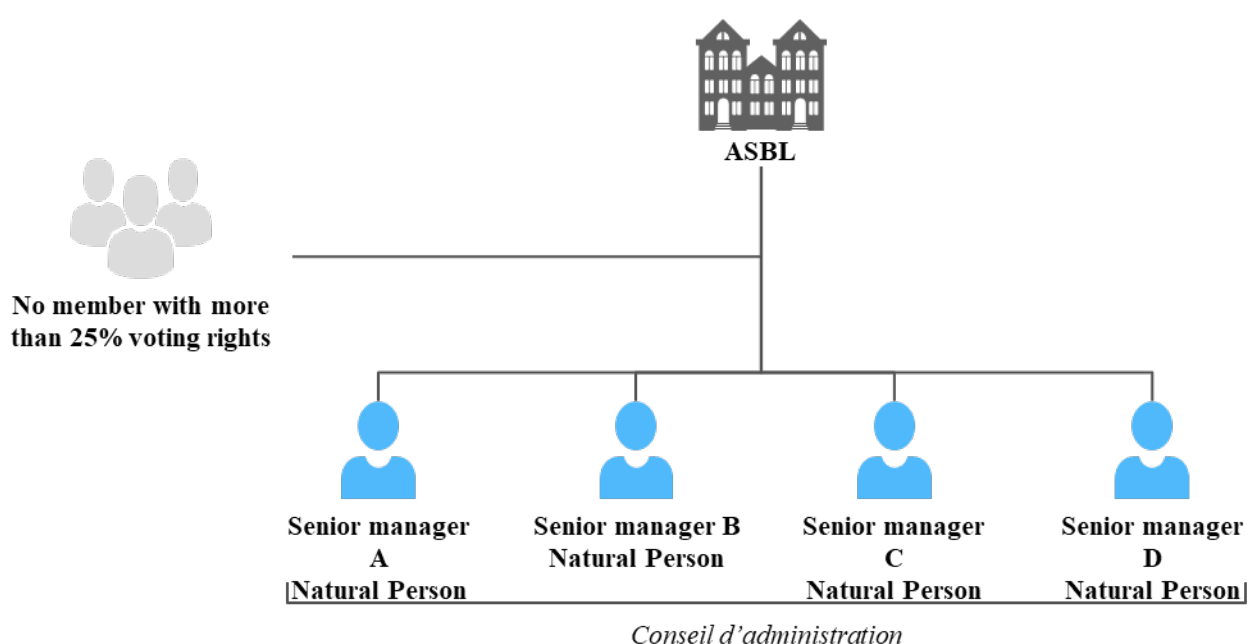 ASBL
No member with more
than 25% voting rights
Senior manager
A
Natural Person
Senior manager B
Natural Person
Senior manager
C
Natural Person
Senior manager
D
Natural Person
Conseil d’administration